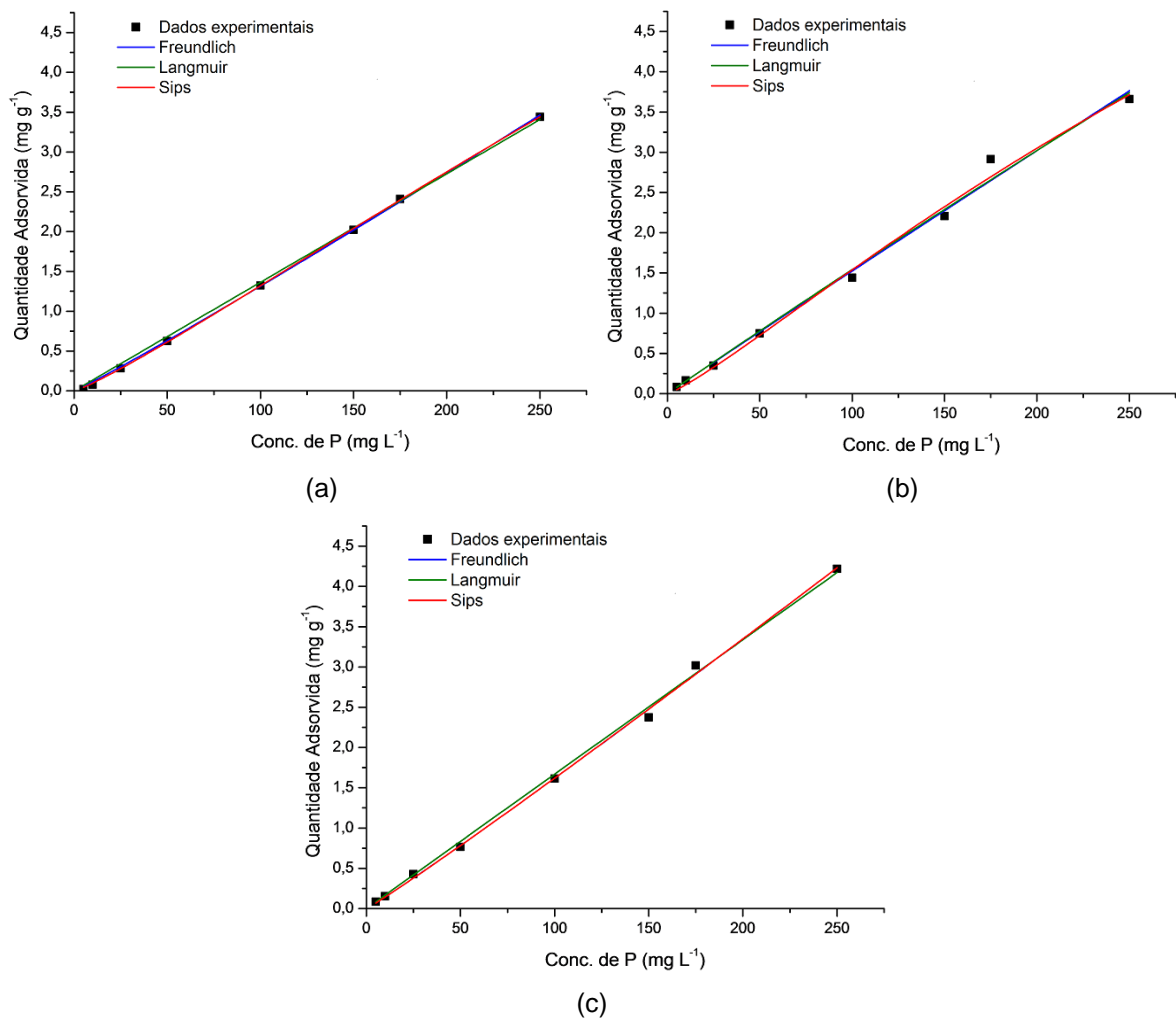 Dados experimentais
Freundlich
Langmuir
Sips
4,5
4,0
3,5
3,0
2,5
2,0
1,5
1,0
0,5
0,0
0
50
100
150
200
250
Quantidade Adsorvida (mg g⁻¹)
Conc. de P (mg L⁻¹)
(a)
Dados experimentais
Freundlich
Langmuir
Sips
4,5
4,0
3,5
3,0
2,5
2,0
1,5
1,0
0,5
0,0
0
50
100
150
200
250
Quantidade Adsorvida (mg g⁻¹)
Conc. de P (mg L⁻¹)
(b)
Dados experimentais
Freundlich
Langmuir
Sips
4,5
4,0
3,5
3,0
2,5
2,0
1,5
1,0
0,5
0,0
0
50
100
150
200
250
Quantidade Adsorvida (mg g⁻¹)
Conc. de P (mg L⁻¹)
(c)